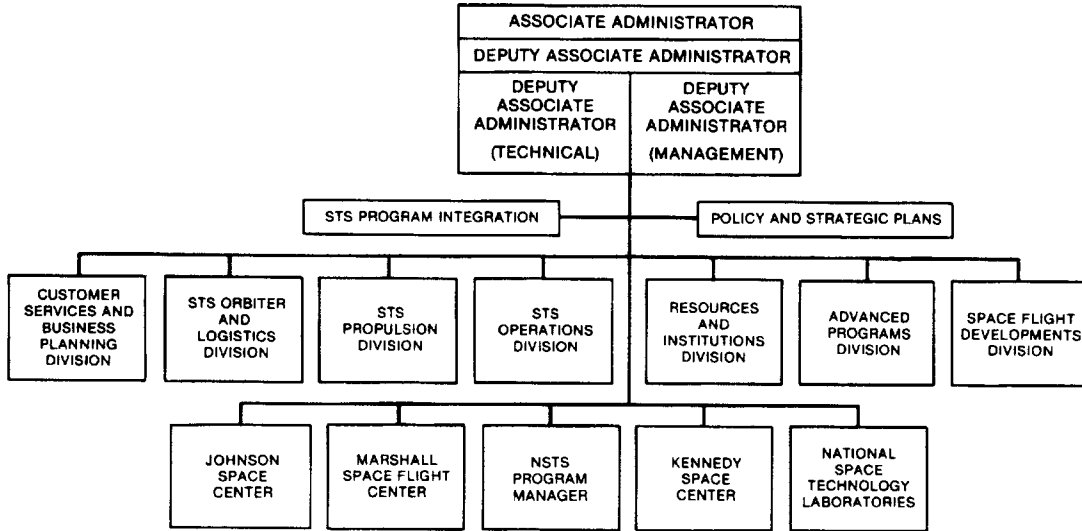 ASSOCIATE ADMINISTRATOR
DEPUTY ASSOCIATE ADMINISTRATOR
DEPUTY
ASSOCIATE
ADMINISTRATOR
(TECHNICAL)
DEPUTY
ASSOCIATE
ADMINISTRATOR
(MANAGEMENT)
STS PROGRAM INTEGRATION
POLICY AND STRATEGIC PLANS
CUSTOMER
SERVICES AND
BUSINESS
PLANNING
DIVISION
STS ORBITER
AND
LOGISTICS
DIVISION
STS
PROPULSION
DIVISION
STS
OPERATIONS
DIVISION
RESOURCES
AND
INSTITUTIONS
DIVISION
ADVANCED
PROGRAMS
DIVISION
SPACE FLIGHT
DEVELOPMENTS
DIVISION
JOHNSON
SPACE
CENTER
MARSHALL
SPACE FLIGHT
CENTER
NSTS
PROGRAM
MANAGER
KENNEDY
SPACE
CENTER
NATIONAL
SPACE
TECHNOLOGY
LABORATORIES